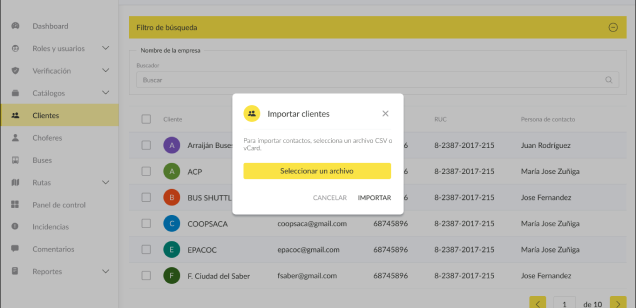 Dashboard
Roles y usuarios
Verificación
Catálogos
Clientes
Choferes
Buses
Rutas
Panel de control
Incidencias
Comentarios
Reportes
Filtro de búsqueda
Nombre de la empresa
Buscador
Buscar
Cliente
BUC
Persona de contacto
A Arraiján Buses 6 8-2387-2017-215 Juan Rodríguez
A ACP 6 8-2387-2017-215 María Jose Zuñiga
B BUS SHUTTL 6 8-2387-2017-215 Jose Fernandez
C COOPSACA coopsaca@gmail.com 68745896 8-2387-2017-215 María Jose Zuñiga
E EPACOC epacoc@gmail.com 68745896 8-2387-2017-215 María Jose Zuñiga
F F. Ciudad del Saber fsaber@gmail.com 68745896 8-2387-2017-215 Jose Fernandez
< 1 de 10 >
Importar clientes
Para importar contactos, selecciona un archivo CSV o
vCard.
Seleccionar un archivo
CANCELAR IMPORTAR